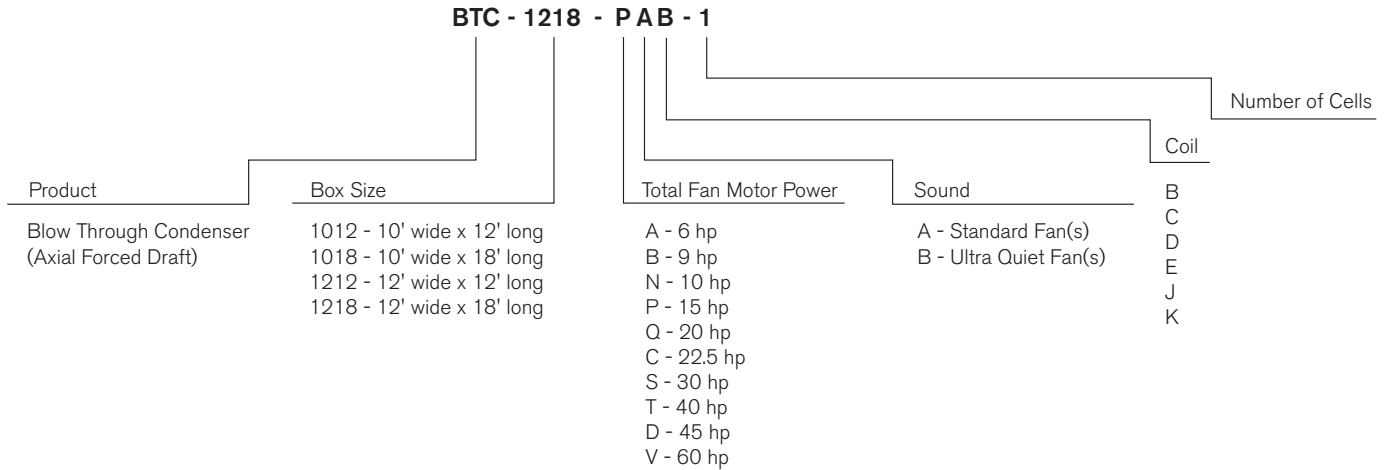 BTC - 1218 - P A B - 1
Number of Cells
Coil
B
C
D
E
J
K
Product
Blow Through Condenser
(Axial Forced Draft)
Box Size
1012 - 10' wide x 12' long
1018 - 10' wide x 18' long
1212 - 12' wide x 12' long
1218 - 12' wide x 18' long
Total Fan Motor Power
A - 6 hp
B - 9 hp
N - 10 hp
P - 15 hp
Q - 20 hp
C - 22.5 hp
S - 30 hp
T - 40 hp
D - 45 hp
V - 60 hp
Sound
A - Standard Fan(s)
B - Ultra Quiet Fan(s)